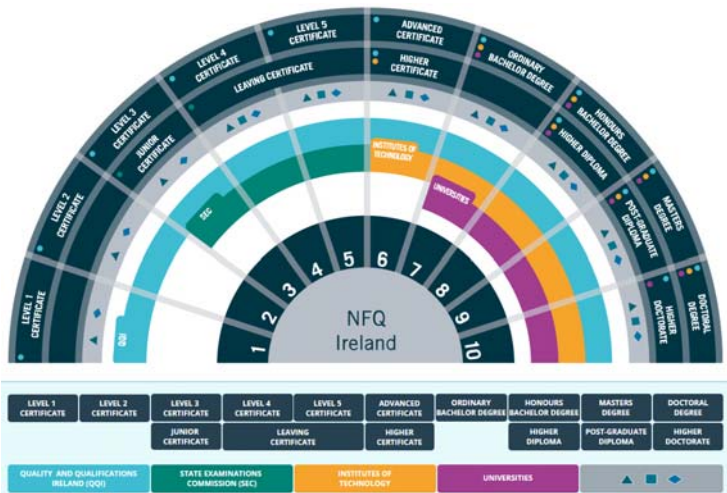 LEVEL 1
CERTIFICATE
LEVEL 2
CERTIFICATE
LEVEL 3
CERTIFICATE
JUNIOR
CERTIFICATE
LEVEL 4
CERTIFICATE
LEAVING CERTIFICATE
LEVEL 5
CERTIFICATE
ADVANCED
CERTIFICATE
HIGHER
CERTIFICATE
ORDINARY
BACHELOR DEGREE
HONOURS
BACHELOR DEGREE
HIGHER DIPLOMA
MASTERS
DEGREE
POST-GRADUATE
DIPLOMA
DOCTORAL
DEGREE
HIGHER
DOCTORATE
QQI
SEC
INSTITUTES OF
TECHNOLOGY
UNIVERSITIES
1
2
3
4
5
6
7
8
9
10
NFQ
Ireland
LEVEL 1
CERTIFICATE
LEVEL 2
CERTIFICATE
LEVEL 3
CERTIFICATE
LEVEL 4
CERTIFICATE
LEVEL 5
CERTIFICATE
ADVANCED
CERTIFICATE
ORDINARY
BACHELOR DEGREE
HONOURS
BACHELOR DEGREE
MASTERS
DEGREE
DOCTORAL
DEGREE
JUNIOR
CERTIFICATE
LEAVING
CERTIFICATE
HIGHER
CERTIFICATE
HIGHER
DIPLOMA
POST-GRADUATE
DIPLOMA
HIGHER
DOCTORATE
QUALITY AND QUALIFICATIONS
IRELAND (QQI)
STATE EXAMINATIONS
COMMISSION (SEC)
INSTITUTES OF
TECHNOLOGY
UNIVERSITIES